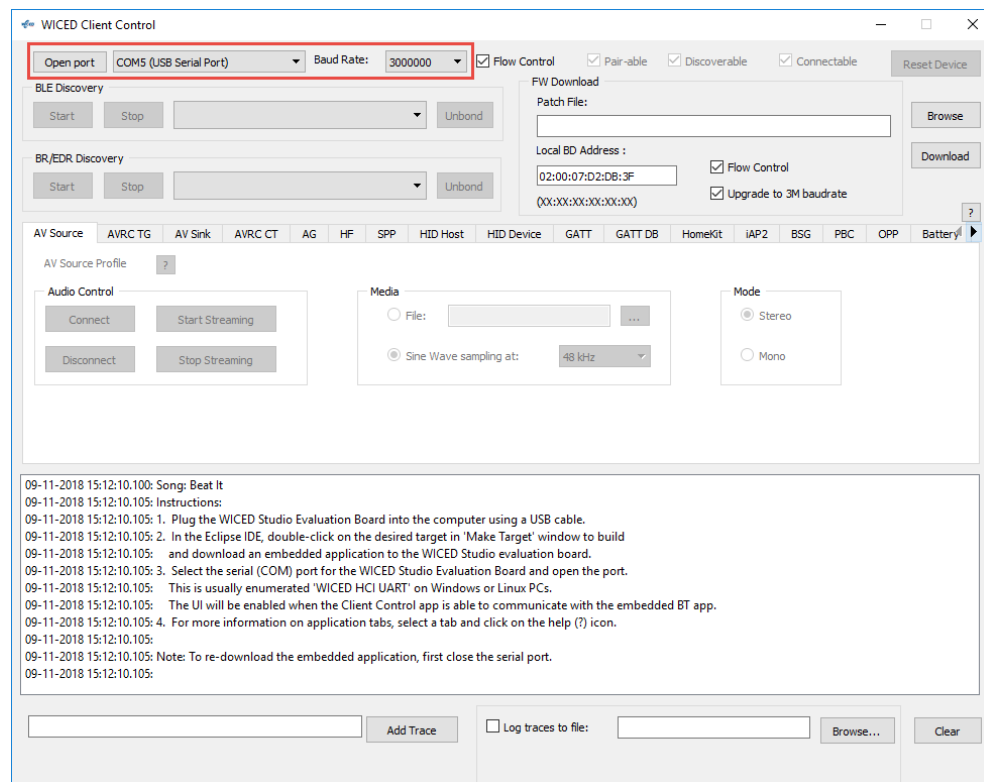 WICED Client Control
Open port COM5 (USB Serial Port) Baud Rate: 3000000 Flow Control Pair-able Discoverable Connectable Reset Device
BLE Discovery
Start Stop Unbond
FW Download
Patch File:
Browse
BR/EDR Discovery
Start Stop Unbond
Local BD Address :
02:00:07:D2:DB:3F
(XX:XX:XX:XX:XX:XX)
Flow Control
Upgrade to 3M baudrate
Download
?
AV Source AVRC TG AV Sink AVRC CT AG HF SPP HID Host HID Device GATT GATT DB HomeKit iAP2 BSG PBC OPP Battery
AV Source Profile ?
Audio Control
Connect Start Streaming
Disconnect Stop Streaming
Media
File: ...
Sine Wave sampling at: 48 kHz
Mode
Stereo
Mono
09-11-2018 15:12:10.100: Song: Beat It
09-11-2018 15:12:10.105: Instructions:
09-11-2018 15:12:10.105: 1. Plug the WICED Studio Evaluation Board into the computer using a USB cable.
09-11-2018 15:12:10.105: 2. In the Eclipse IDE, double-click on the desired target in 'Make Target' window to build
09-11-2018 15:12:10.105: and download an embedded application to the WICED Studio evaluation board.
09-11-2018 15:12:10.105: 3. Select the serial (COM) port for the WICED Studio Evaluation Board and open the port.
09-11-2018 15:12:10.105: This is usually enumerated 'WICED HCI UART' on Windows or Linux PCs.
09-11-2018 15:12:10.105: The UI will be enabled when the Client Control app is able to communicate with the embedded BT app.
09-11-2018 15:12:10.105: 4. For more information on application tabs, select a tab and click on the help (?) icon.
09-11-2018 15:12:10.105:
09-11-2018 15:12:10.105: Note: To re-download the embedded application, first close the serial port.
09-11-2018 15:12:10.105:
Add Trace Log traces to file: Browse... Clear